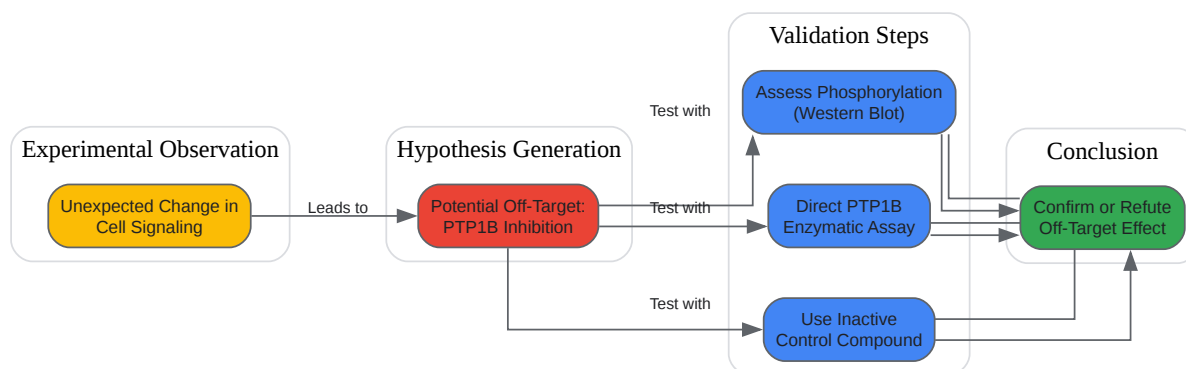 Experimental Observation
Unexpected Change in
Cell Signaling
Leads to
Hypothesis Generation
Potential Off-Target:
PTP1B Inhibition
Test with
Test with
Test with
Validation Steps
Assess Phosphorylation
(Western Blot)
Direct PTP1B
Enzymatic Assay
Use Inactive
Control Compound
Conclusion
Confirm or Refute
Off-Target Effect